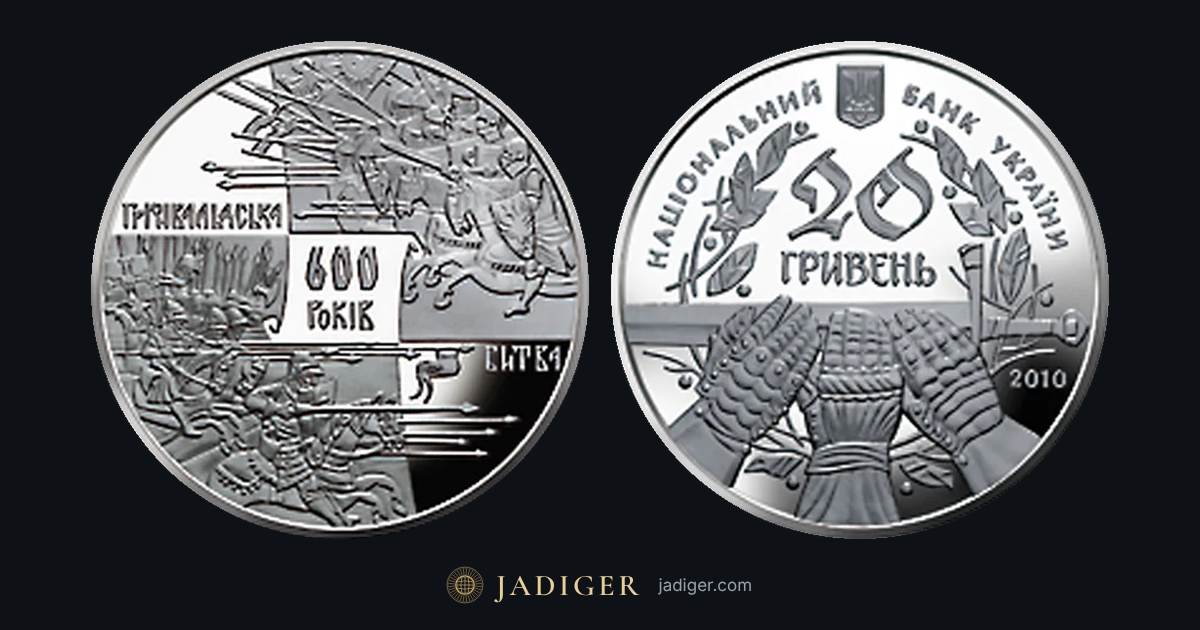 ГРЮНВАЛЬДСЬКА
600
РОКІВ
БИТВА
НАЦІОНАЛЬНИЙ БАНК УКРАЇНИ
20
ГРИВЕНЬ
2010
JADIGER jadiger.com